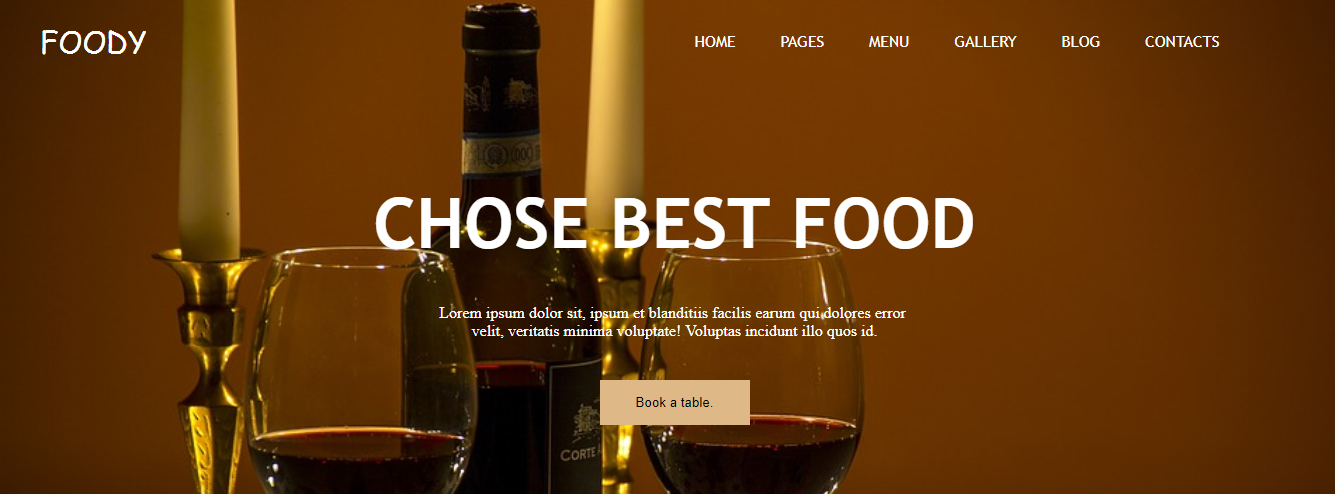 FOODY
HOME PAGES MENU GALLERY BLOG CONTACTS
CHOSE BEST FOOD
Lorem ipsum dolor sit, ipsum et blanditiis facilis earum qui dolores error
velit, veritatis minima voluptate! Voluptas incidunt illo quos id.
Book a table.